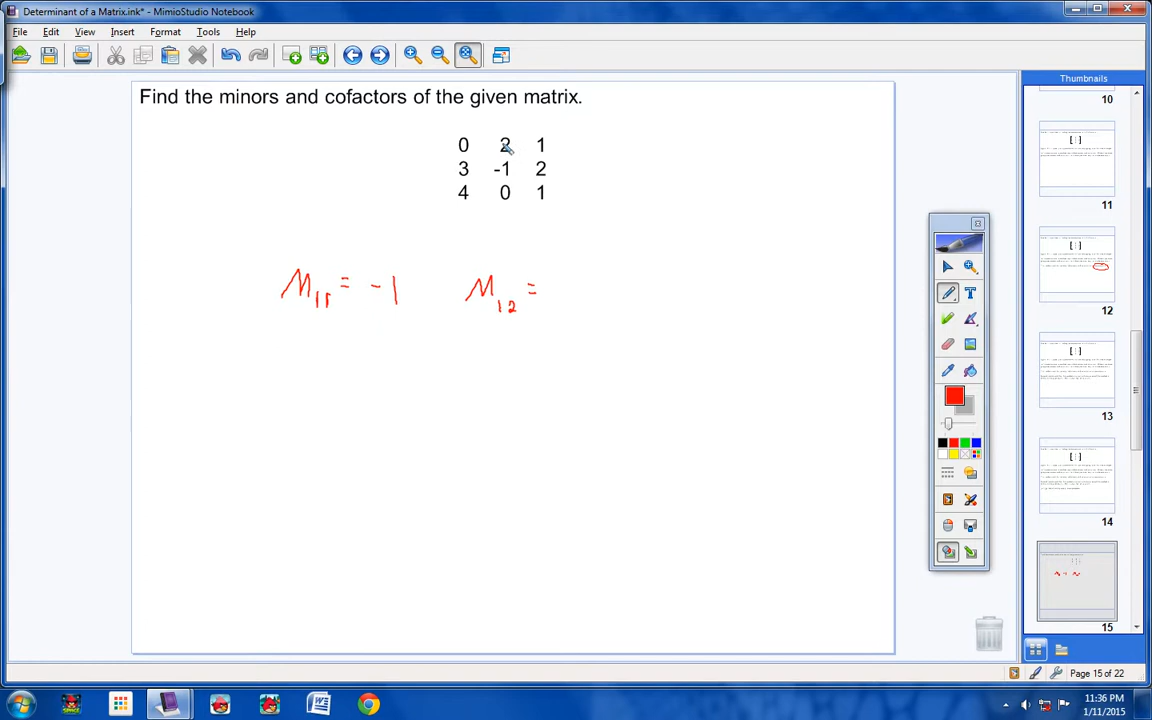 Determinant of a Matrix.ink* - MimioStudio Notebook
File Edit View Insert Format Tools Help
Thumbnails
Find the minors and cofactors of the given matrix.
0 2 1
3 -1 2
4 0 1
M11 = -1 M12 =
10
11
12
13
14
15
Page 15 of 22
11:36 PM
1/11/2015